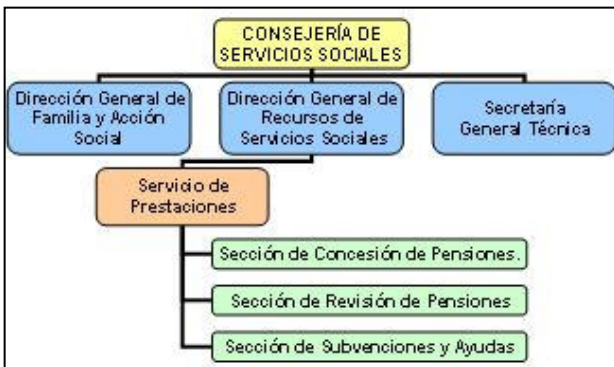 CONSEJERÍA DE
SERVICIOS SOCIALES
Dirección General de
Familia y Acción
Social
Dirección General de
Recursos de
Servicios Sociales
Secretaría
General Técnica
Servicio de
Prestaciones
Sección de Concesión de Pensiones.
Sección de Revisión de Pensiones
Sección de Subvenciones y Ayudas